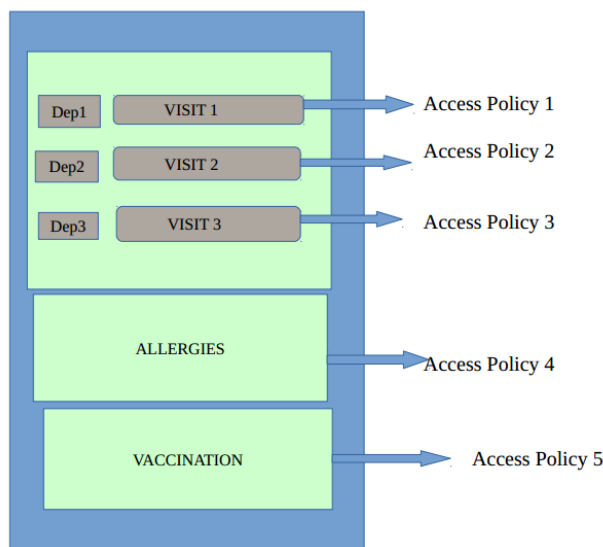 Dep1 VISIT 1 Access Policy 1
Dep2 VISIT 2 Access Policy 2
Dep3 VISIT 3 Access Policy 3
ALLERGIES Access Policy 4
VACCINATION Access Policy 5